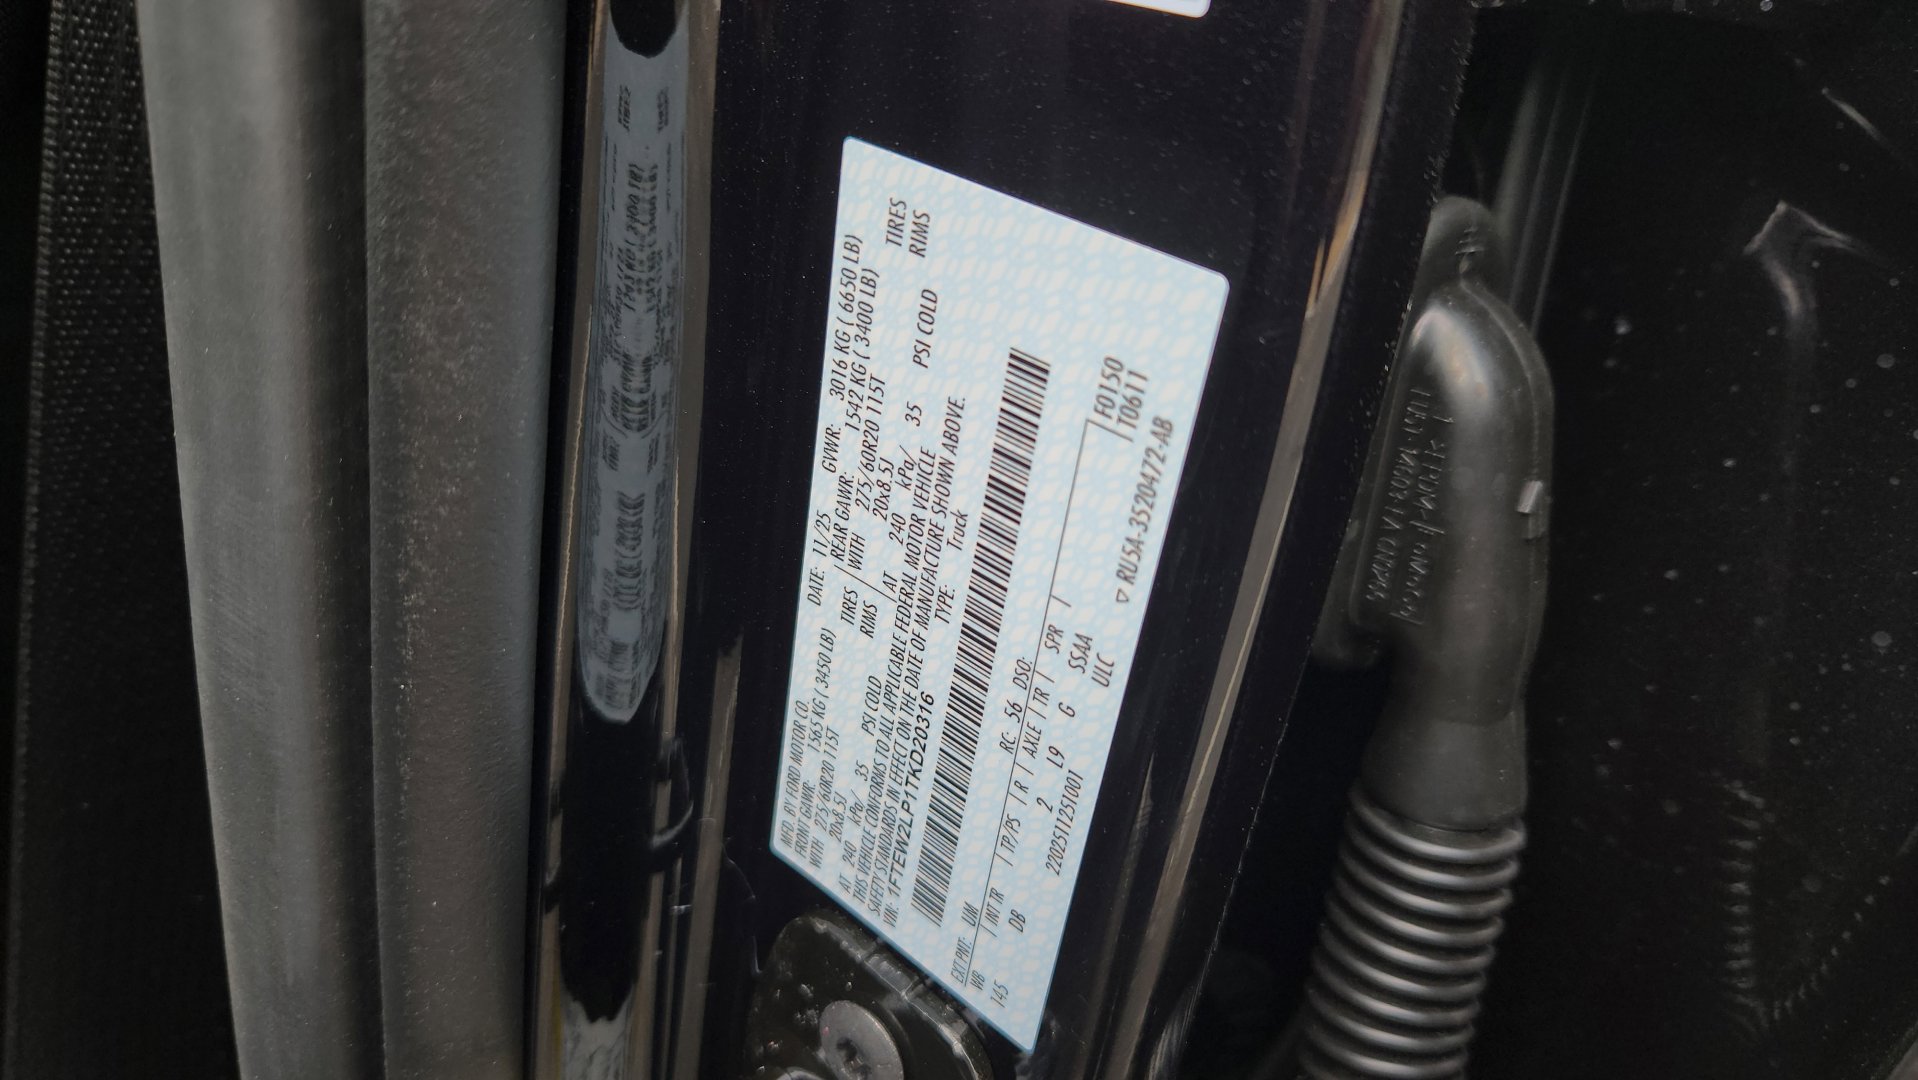 MFD. BY FORD MOTOR CO.
DATE: 11/25 GVWR: 3016 KG ( 6650 LB)
FRONT GAWR: 1565 KG ( 3450 LB)
REAR GAWR: 1542 KG ( 3400 LB)
WITH 275/60R20 115T TIRES
WITH 275/60R20 115T TIRES
20x8.5J RIMS
20x8.5J RIMS
AT 240 kPa/ 35 PSI COLD
AT 240 kPa/ 35 PSI COLD
THIS VEHICLE CONFORMS TO ALL APPLICABLE FEDERAL MOTOR VEHICLE
SAFETY STANDARDS IN EFFECT ON THE DATE OF MANUFACTURE SHOWN ABOVE.
VIN: 1FTEW2LP1TKD20316 TYPE: Truck
EXT PNT: UM RC: 56 DSO: F0150
WB INT TR TP/PS R AXLE TR SPR T0611
145 DB 2 L9 G SSAA
ULC
2202511251001
▽ RU5A-3520472-AB